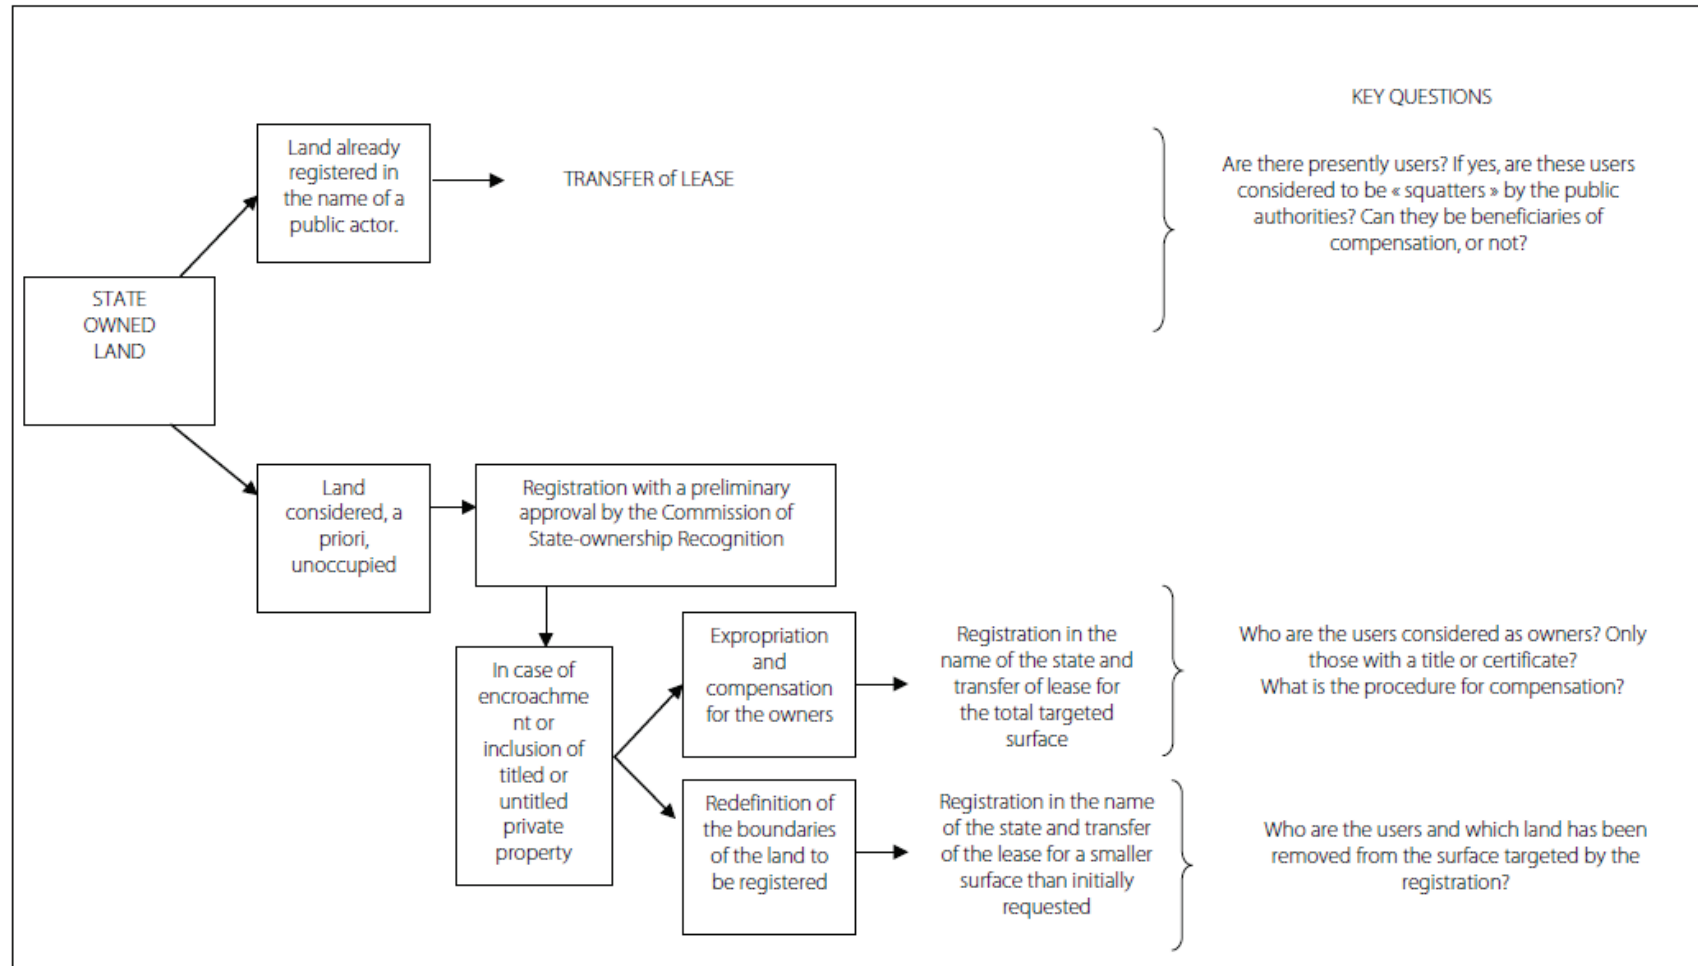 KEY QUESTIONS
Land already
registered in
the name of a
public actor.
TRANSFER of LEASE
Are there presently users? If yes, are these users
considered to be « squatters » by the public
authorities? Can they be beneficiaries of
compensation, or not?
STATE
OWNED
LAND
Land
considered, a
priori,
unoccupied
Registration with a preliminary
approval by the Commission of
State-ownership Recognition
In case of
encroachme
nt or
inclusion of
titled or
untitled
private
property
Expropriation
and
compensation
for the owners
Registration in the
name of the state and
transfer of lease for
the total targeted
surface
Who are the users considered as owners? Only
those with a title or certificate?
What is the procedure for compensation?
Redefinition of
the boundaries
of the land to
be registered
Registration in the name
of the state and transfer
of the lease for a smaller
surface than initially
requested
Who are the users and which land has been
removed from the surface targeted by the
registration?